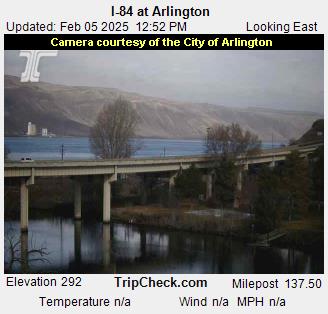 I-84 at Arlington
Updated: Feb 05 2025 12:52 PM Looking East
Camera courtesy of the City of Arlington
Elevation 292 TripCheck.com Milepost 137.50
Temperature n/a Wind n/a MPH n/a